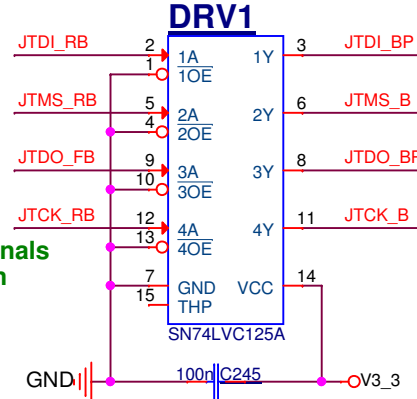 DRV1
JTDI_RB 2 1A 1Y 3 JTDI_BP
1 1OE
JTMS_RB 5 2A 2Y 6 JTMS_B
4 2OE
JTDO_FB 9 3A 3Y 8 JTDO_BF
10 3OE
JTCK_RB 12 4A 4Y 11 JTCK_B
13 4OE
nals
7 GND VCC 14
15 THP
SN74LVC125A
GND 100n C245 V3_3